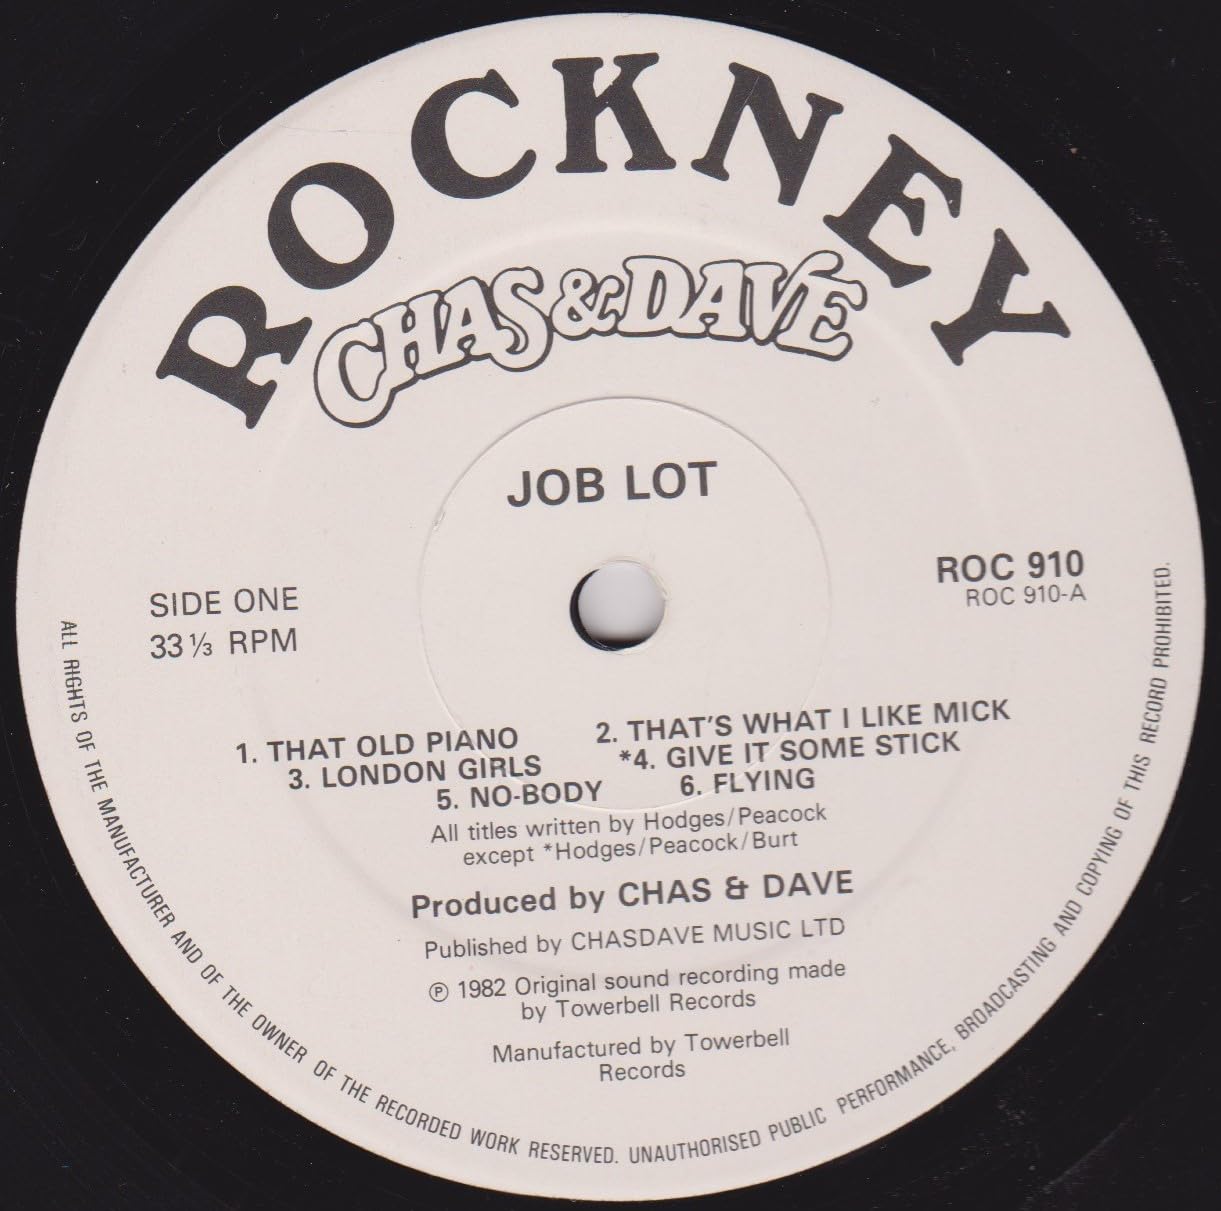 ROCKNEY
CHAS & DAVE
JOB LOT
SIDE ONE
33⅓ RPM
ROC 910
ROC 910-A
1. THAT OLD PIANO 2. THAT'S WHAT I LIKE MICK
3. LONDON GIRLS *4. GIVE IT SOME STICK
5. NO-BODY 6. FLYING
All titles written by Hodges/Peacock
except *Hodges/Peacock/Burt
Produced by CHAS & DAVE
Published by CHASDAVE MUSIC LTD
℗ 1982 Original sound recording made
by Towerbell Records
Manufactured by Towerbell
Records
ALL RIGHTS OF THE MANUFACTURER AND OF THE OWNER OF THE RECORDED WORK RESERVED. UNAUTHORISED PUBLIC PERFORMANCE, BROADCASTING AND COPYING OF THIS RECORD PROHIBITED.